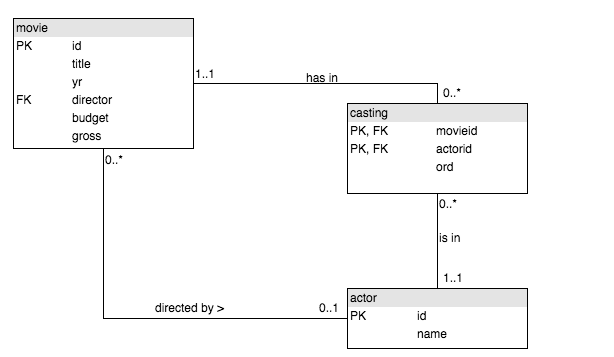 movie
PK id
title
yr
FK director
budget
gross
1..1
has in
0..*
casting
PK, FK movieid
PK, FK actorid
ord
0..*
0..*
is in
1..1
directed by >
0..1
actor
PK id
name